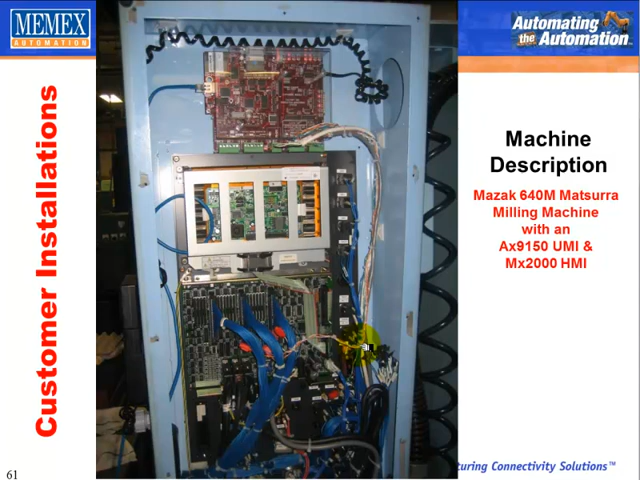 MEMEX
AUTOMATION
Automating
the Automation
Customer Installations
Machine
Description
Mazak 640M Matsurra
Milling Machine
with an
Ax9150 UMI &
Mx2000 HMI
turing Connectivity Solutions™
61